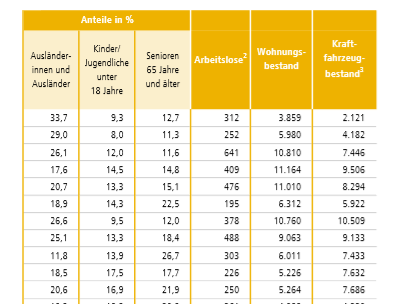 Anteile in %
Ausländer-
innen und
Ausländer
Kinder/
Jugendliche
unter
18 Jahre
Senioren
65 Jahre
und älter
Arbeitslose2
Wohnungs-
bestand
Kraft-
fahrzeug-
bestand3
33,7 9,3 12,7 312 3.859 2.121
29,0 8,0 11,3 252 5.980 4.182
26,1 12,0 11,6 641 10.810 7.446
17,6 14,5 14,8 409 11.164 9.506
20,7 13,3 15,1 476 11.010 8.294
18,9 14,3 22,5 195 6.312 5.922
26,6 9,5 12,0 378 10.760 10.509
25,1 13,3 18,4 488 9.063 9.133
11,8 13,9 26,7 303 6.011 7.433
18,5 17,5 17,7 226 5.226 7.632
20,6 16,9 21,9 250 5.264 7.686